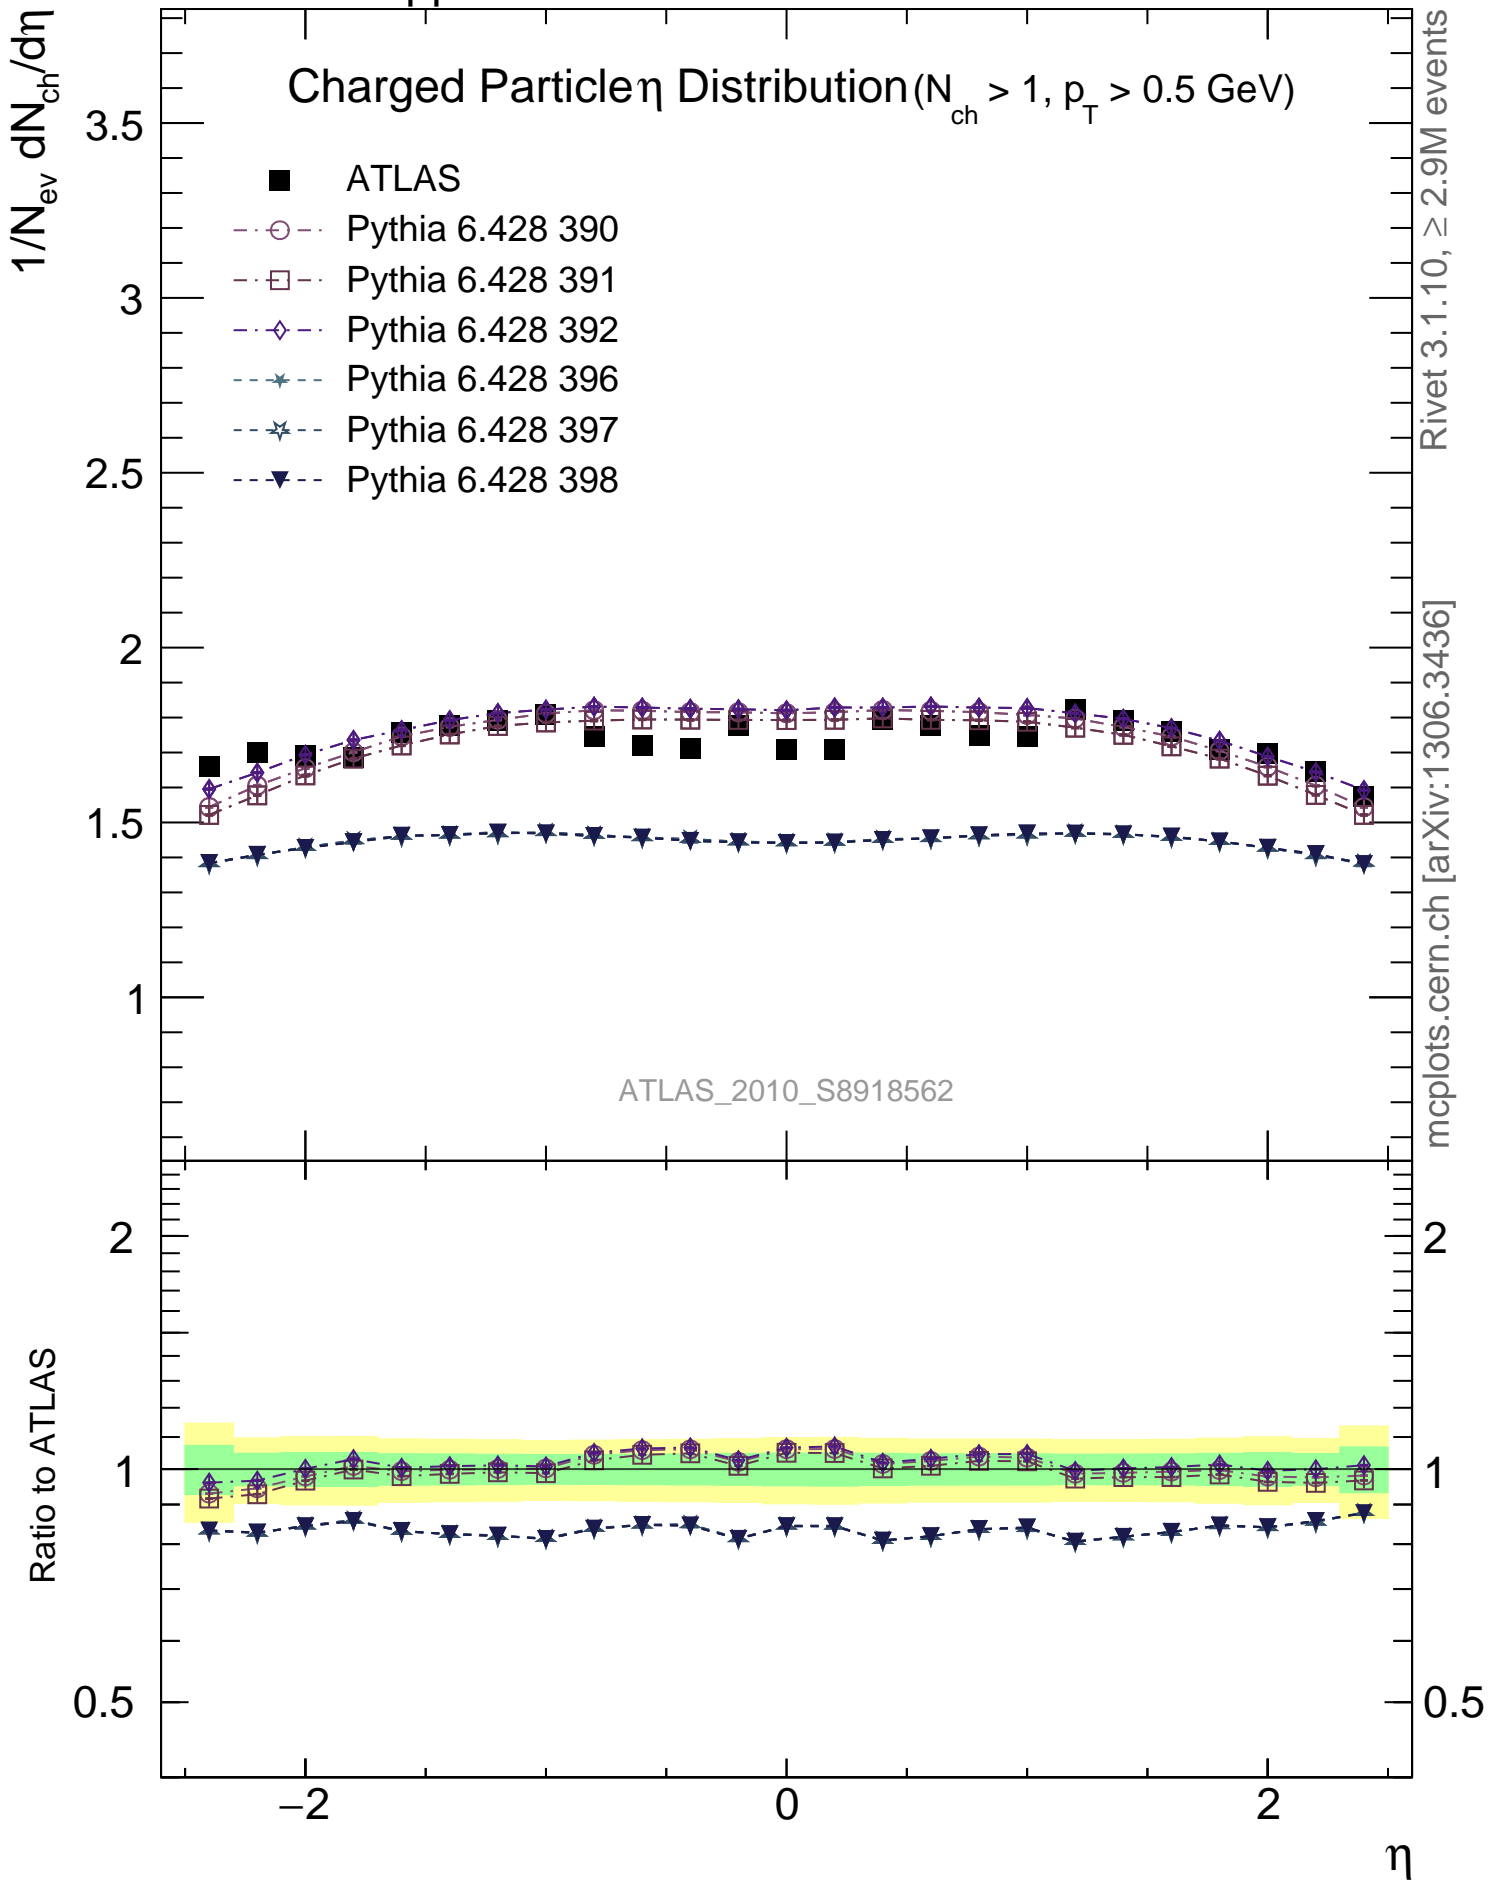 pp
1/N_ev dN_ch/dη
Charged Particle η Distribution (N_ch > 1, p_T > 0.5 GeV)
ATLAS
Pythia 6.428 390
Pythia 6.428 391
Pythia 6.428 392
Pythia 6.428 396
Pythia 6.428 397
Pythia 6.428 398
3.5
3
2.5
2
1.5
1
ATLAS_2010_S8918562
Rivet 3.1.10, ≥ 2.9M events
mcplots.cern.ch [arXiv:1306.3436]
Ratio to ATLAS
2
1
0.5
2
1
0.5
−2
0
2
η